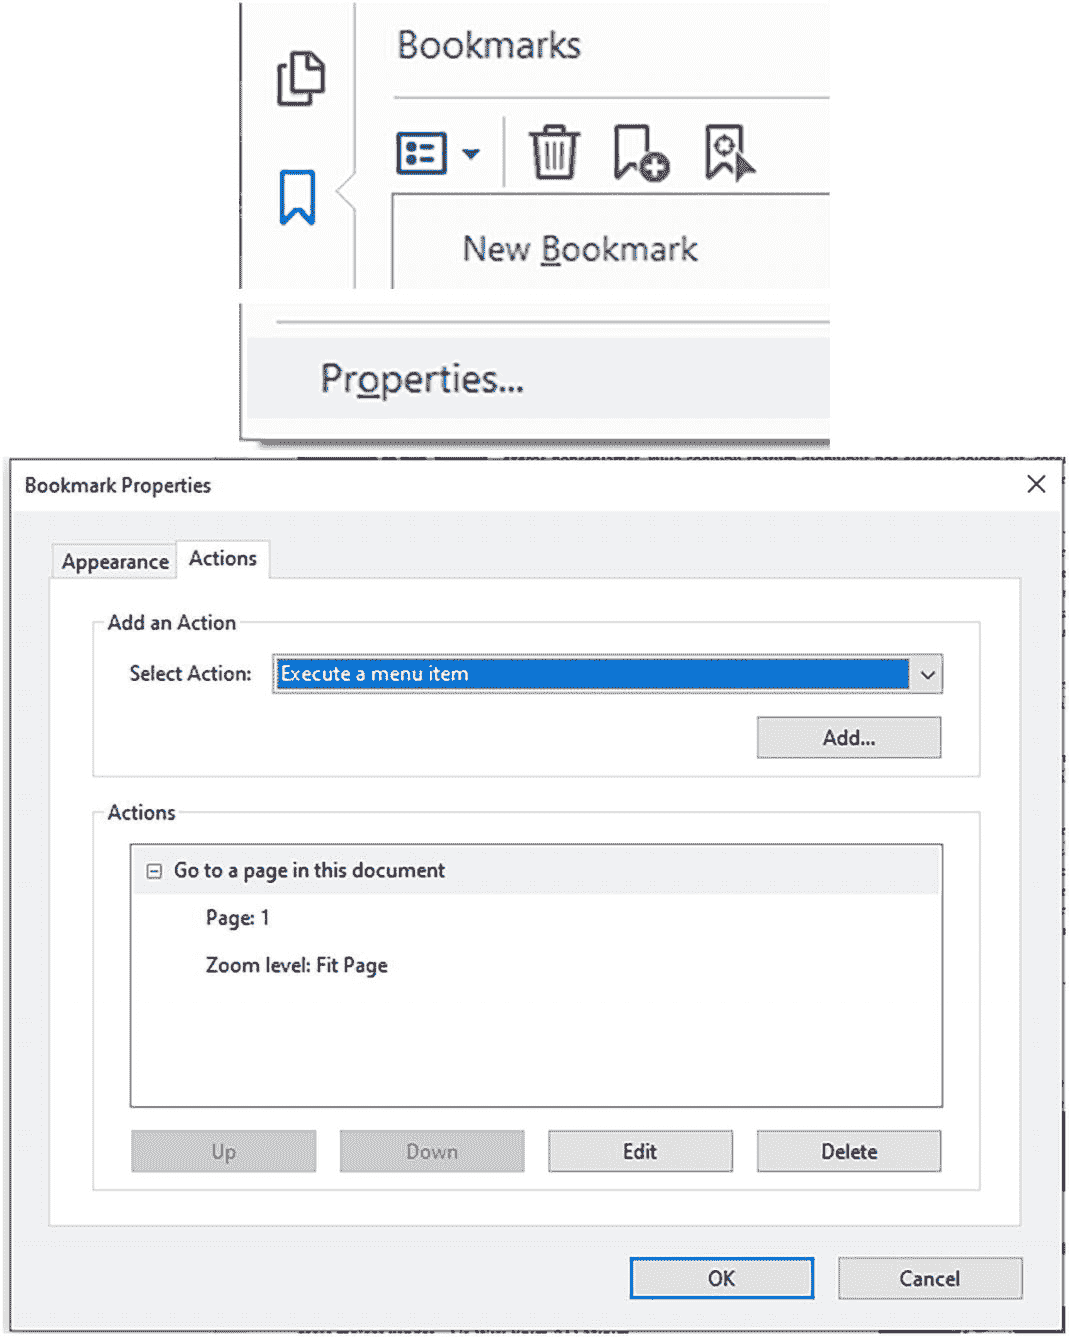 Bookmarks
New Bookmark
Properties...
Bookmark Properties
Appearance Actions
Add an Action
Select Action: Execute a menu item
Add...
Actions
Go to a page in this document
Page: 1
Zoom level: Fit Page
Up Down Edit Delete
OK Cancel